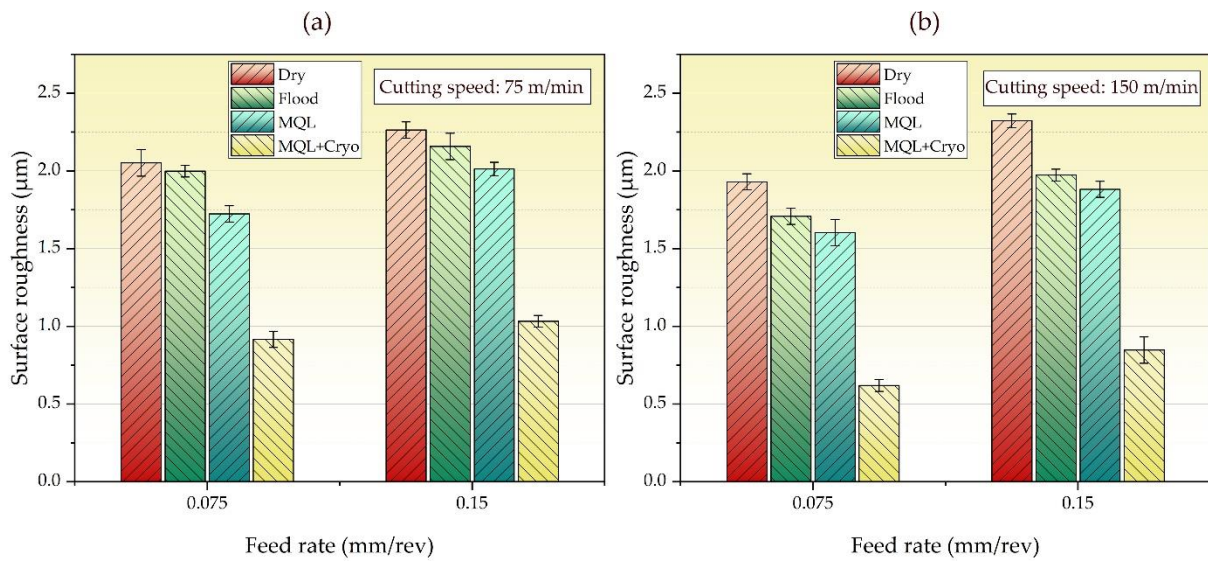 (a)
Surface roughness (μm)
2.5
2.0
1.5
1.0
0.5
0.0
Dry
Flood
MQL
MQL+Cryo
Cutting speed: 75 m/min
0.075
0.15
Feed rate (mm/rev)
(b)
Surface roughness (μm)
2.5
2.0
1.5
1.0
0.5
0.0
Dry
Flood
MQL
MQL+Cryo
Cutting speed: 150 m/min
0.075
0.15
Feed rate (mm/rev)